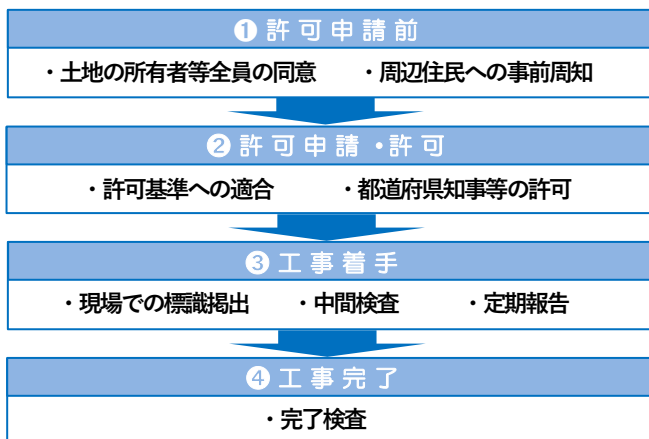 ❶許可申請前
・土地の所有者等全員の同意　・周辺住民への事前周知
❷許可申請・許可
・許可基準への適合　・都道府県知事等の許可
❸工事着手
・現場での標識掲出　・中間検査　・定期報告
❹工事完了
・完了検査